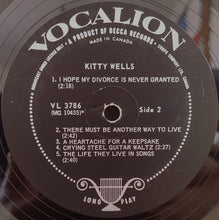 VOCALION
A PRODUCT OF DECCA RECORDS
MADE IN CANADA
KITTY WELLS
1. I HOPE MY DIVORCE IS NEVER GRANTED
(2:18)
VL 3786
(MG 10435)*
Side 2
2. THERE MUST BE ANOTHER WAY TO LIVE
(2:42)
3. A HEARTACHE FOR A KEEPSAKE
4. CRYING STEEL GUITAR WALTZ (2:27)
5. THE LIFE THEY LIVE IN SONGS
(2:40)
LONG PLAY